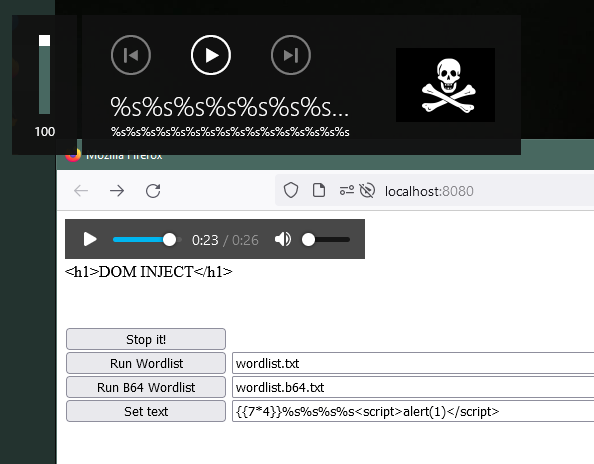 %s%s%s%s%s%s%s...
%s%s%s%s%s%s%s%s%s%s%s%s%s%s%s%s
100
Mozilla Firefox
localhost:8080
0:23 / 0:26
<h1>DOM INJECT</h1>
Stop it!
Run Wordlist wordlist.txt
Run B64 Wordlist wordlist.b64.txt
Set text {{7*4}}%s%s%s%s<script>alert(1)</script>